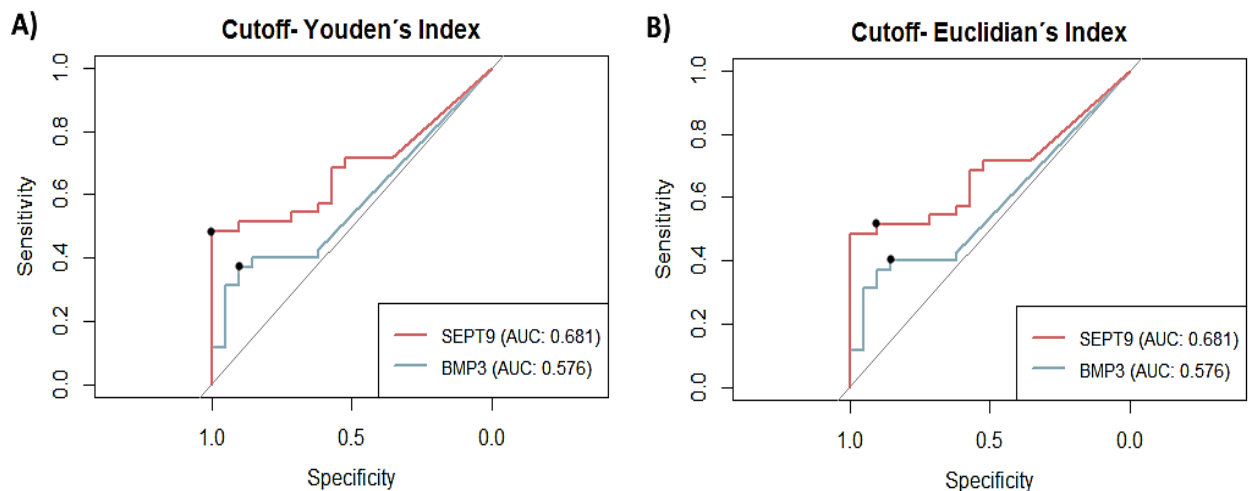 A)
Cutoff- Youden´s Index
1.0
0.8
0.6
0.4
0.2
0.0
Sensitivity
SEPT9 (AUC: 0.681)
BMP3 (AUC: 0.576)
1.0 0.5 0.0
Specificity
B)
Cutoff- Euclidian´s Index
1.0
0.8
0.6
0.4
0.2
0.0
Sensitivity
SEPT9 (AUC: 0.681)
BMP3 (AUC: 0.576)
1.0 0.5 0.0
Specificity